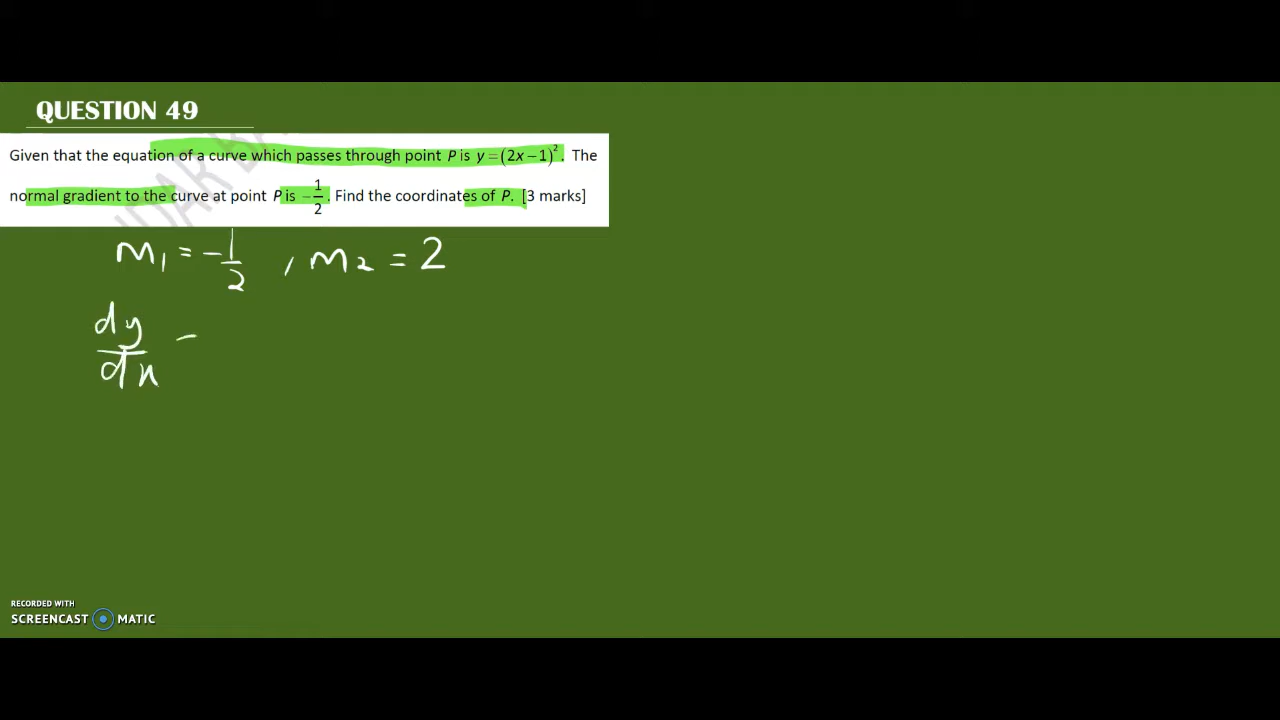 QUESTION 49
Given that the equation of a curve which passes through point P is y = (2x − 1)². The
normal gradient to the curve at point P is −1/2. Find the coordinates of P. [3 marks]
m₁ = −1/2 , m₂ = 2
dy/dx =
RECORDED WITH
SCREENCAST MATIC